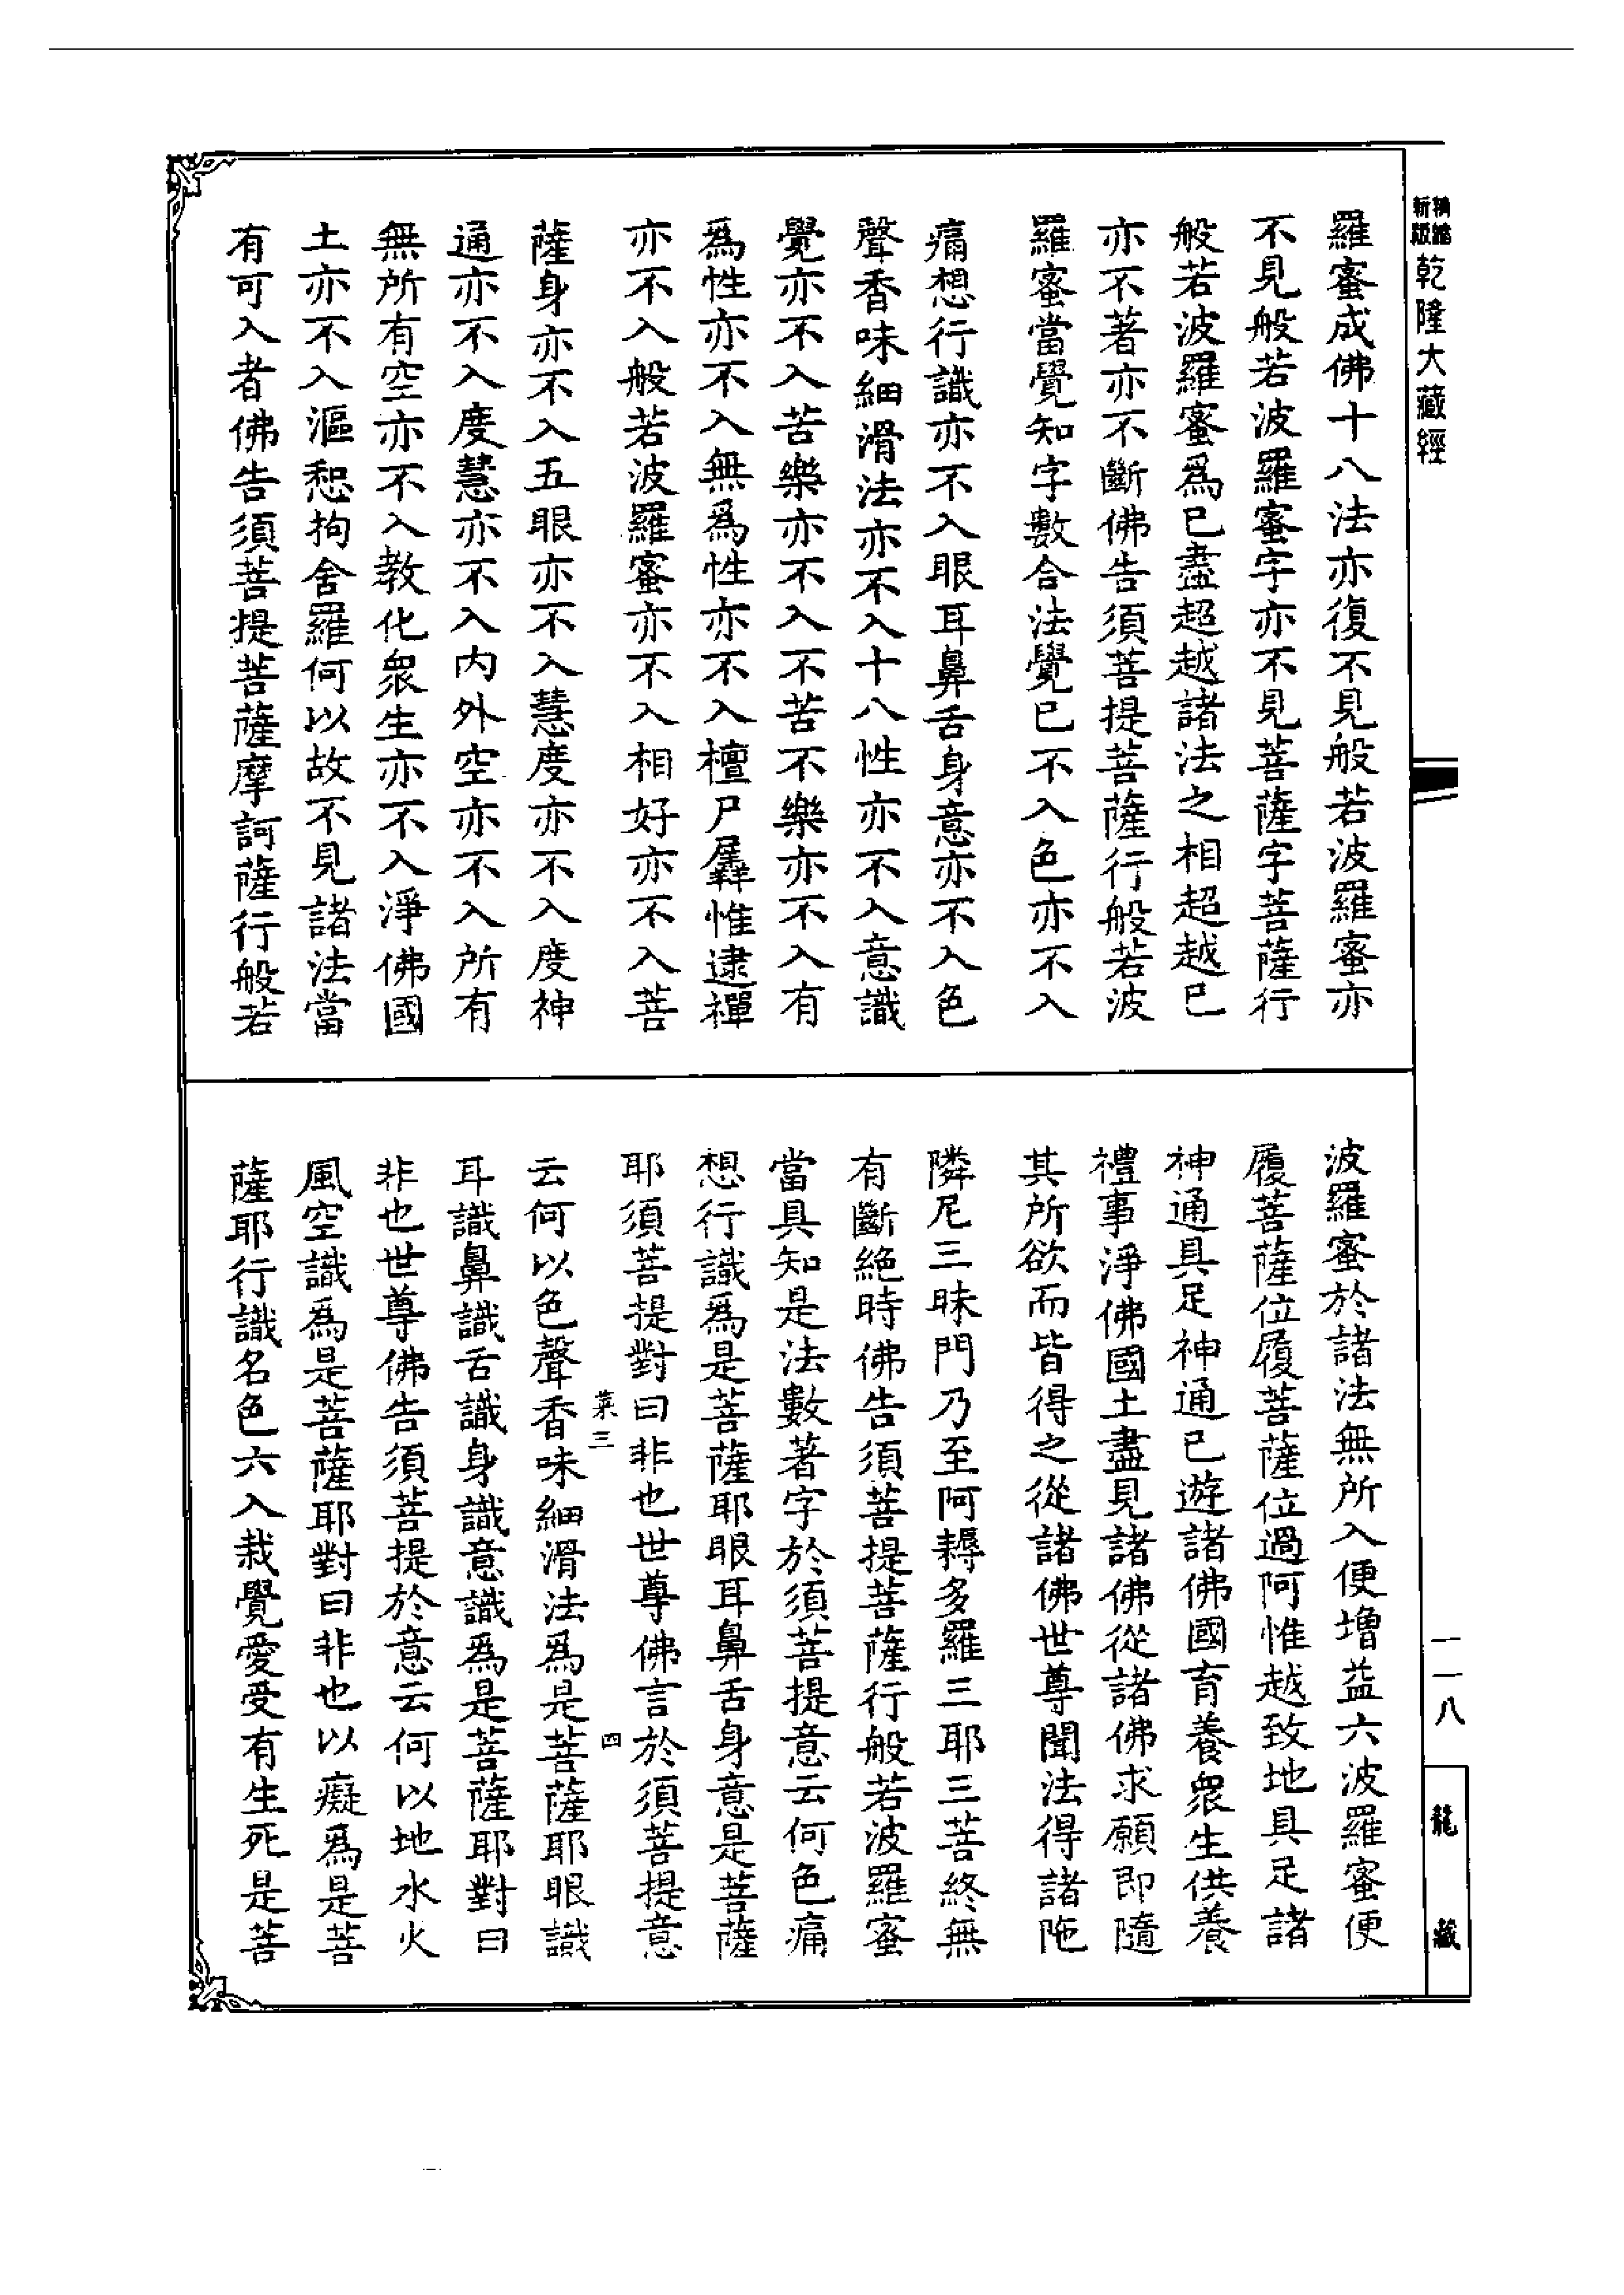 精縮新版乾隆大藏經
羅蜜成佛十八法亦復不見般若波羅蜜亦
不見般若波羅蜜字亦不見菩薩字菩薩行
般若波羅蜜爲已盡超越諸法之相超越已
亦不著亦不斷佛告須菩提菩薩行般若波
羅蜜當覺知字數合法覺已不入色亦不入
痛想行識亦不入眼耳鼻舌身意亦不入色
聲香味細滑法亦不入十八性亦不入意識
覺亦不入苦樂亦不入不苦不樂亦不入有
爲性亦不入無爲性亦不入檀尸羼惟逮禪
亦不入般若波羅蜜亦不入相好亦不入菩
薩身亦不入五眼亦不入慧度亦不入度神
通亦不入度慧亦不入内外空亦不入所有
無所有空亦不入教化衆生亦不入淨佛國
土亦不入漚惒拘舍羅何以故不見諸法當
有可入者佛告須菩提菩薩摩訶薩行般若
波羅蜜於諸法無所入便增益六波羅蜜便
履菩薩位履菩薩位過阿惟越致地具足諸
神通具足神通已遊諸佛國育養衆生供養
禮事淨佛國土盡見諸佛從諸佛求願即隨
其所欲而皆得之從諸佛世尊聞法得諸陁
隣尼三昧門乃至阿耨多羅三耶三菩終無
有斷絶時佛告須菩提菩薩行般若波羅蜜
當具知是法數著字於須菩提意云何色痛
想行識爲是菩薩耶眼耳鼻舌身意是菩薩
耶須菩提對曰非也世尊佛言於須菩提意
菜三 四
云何以色聲香味細滑法爲是菩薩耶眼識
耳識鼻識舌識身識意識爲是菩薩耶對曰
非也世尊佛告須菩提於意云何以地水火
風空識爲是菩薩耶對曰非也以癡爲是菩
薩耶行識名色六入栽覺愛受有生死是菩
一一八
龍藏